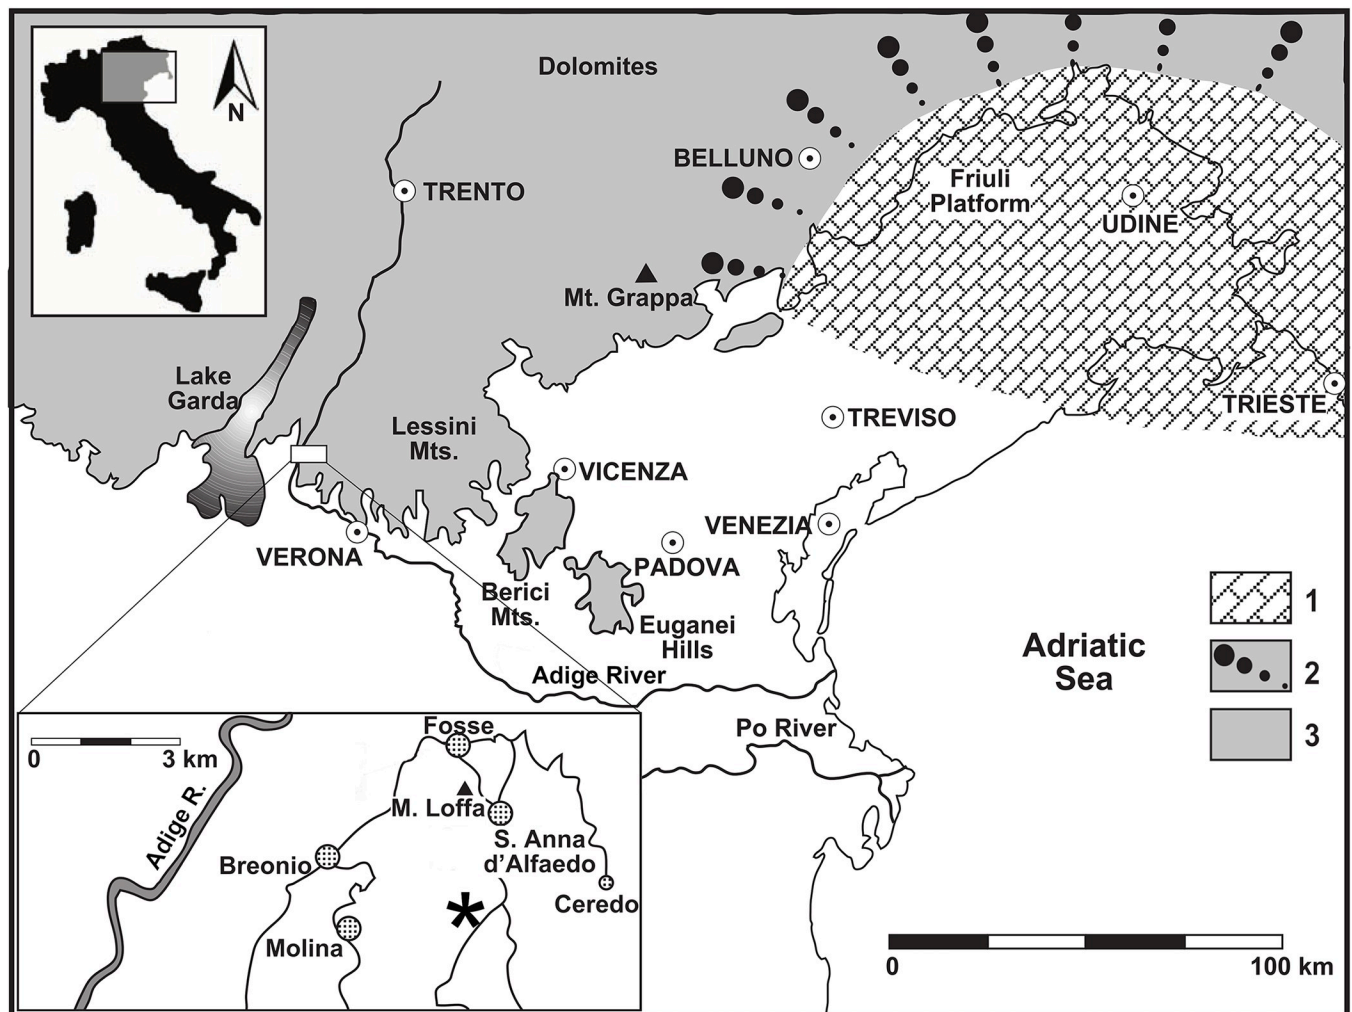 N
Dolomites
BELLUNO
TRENTO
Friuli
Platform
UDINE
Mt. Grappa
Lake
Garda
TRIESTE
TREVISO
Lessini
Mts.
VICENZA
VENEZIA
VERONA
PADOVA
Berici
Mts.
Euganei
Hills
Adige River
Adriatic
Sea
1
2
3
Po River
0
3 km
Fosse
Adige R.
M. Loffa
S. Anna
d'Alfaedo
Breonio
Ceredo
*
Molina
0
100 km